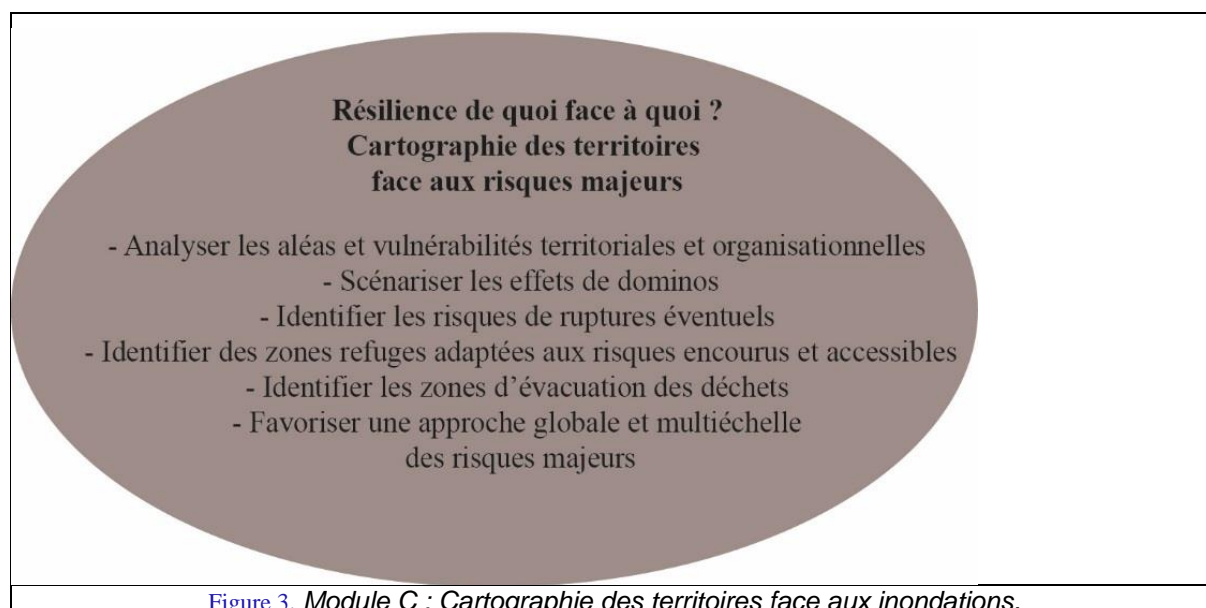 Résilience de quoi face à quoi ?
Cartographie des territoires
face aux risques majeurs
- Analyser les aléas et vulnérabilités territoriales et organisationnelles
- Scénariser les effets de dominos
- Identifier les risques de ruptures éventuels
- Identifier des zones refuges adaptées aux risques encourus et accessibles
- Identifier les zones d’évacuation des déchets
- Favoriser une approche globale et multiéchelle
des risques majeurs
Figure 3. Module C : Cartographie des territoires face aux inondations.